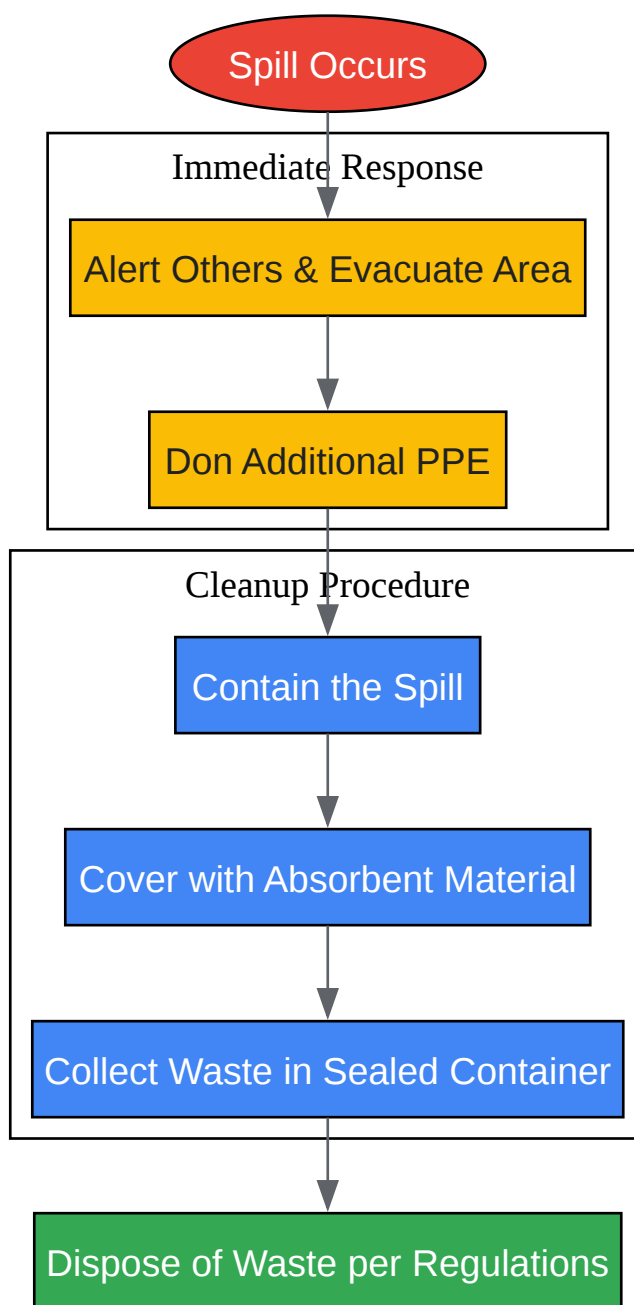 Spill Occurs
Immediate Response
Alert Others & Evacuate Area
Don Additional PPE
Cleanup Procedure
Contain the Spill
Cover with Absorbent Material
Collect Waste in Sealed Container
Dispose of Waste per Regulations